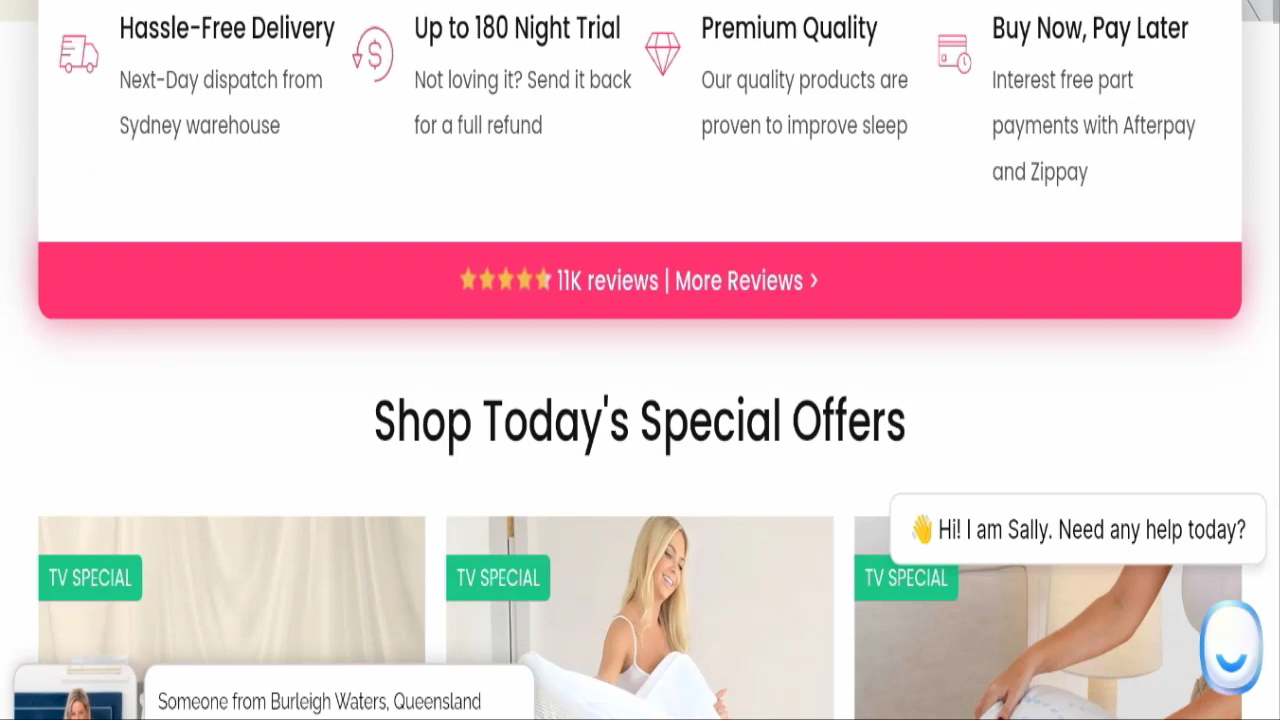 Hassle-Free Delivery
Next-Day dispatch from
Sydney warehouse
Up to 180 Night Trial
Not loving it? Send it back
for a full refund
Premium Quality
Our quality products are
proven to improve sleep
Buy Now, Pay Later
Interest free part
payments with Afterpay
and Zippay
11K reviews | More Reviews ›
Shop Today's Special Offers
👋 Hi! I am Sally. Need any help today?
TV SPECIAL
TV SPECIAL
TV SPECIAL
Someone from Burleigh Waters, Queensland